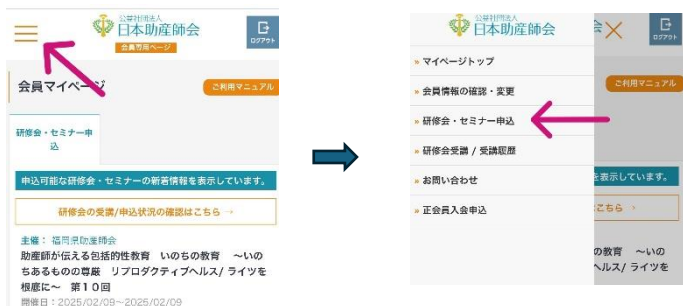 公益社団法人
日本助産師会
会員専用ページ
ログアウト
会員マイページ
ご利用マニュアル
研修会・セミナー申
込
申込可能な研修会・セミナーの新着情報を表示しています。
研修会の受講/申込状況の確認はこちら →
主催： 福岡県助産師会
助産師が伝える包括的性教育 いのちの教育 ～いの
ちあるものの尊厳 リプロダクティブヘルス/ ライツを
根底に～ 第１０回
開催日：2025/02/09～2025/02/09
公益社団法人
日本助産師会
» マイページトップ
» 会員情報の確認・変更
» 研修会・セミナー申込
» 研修会受講 / 受講履歴
» お問い合わせ
» 正会員入会申込
会
ログアウト
ご利用マニュアル
を表示しています。
こちら →
の教育 ～いの
ヘルス/ ライツを